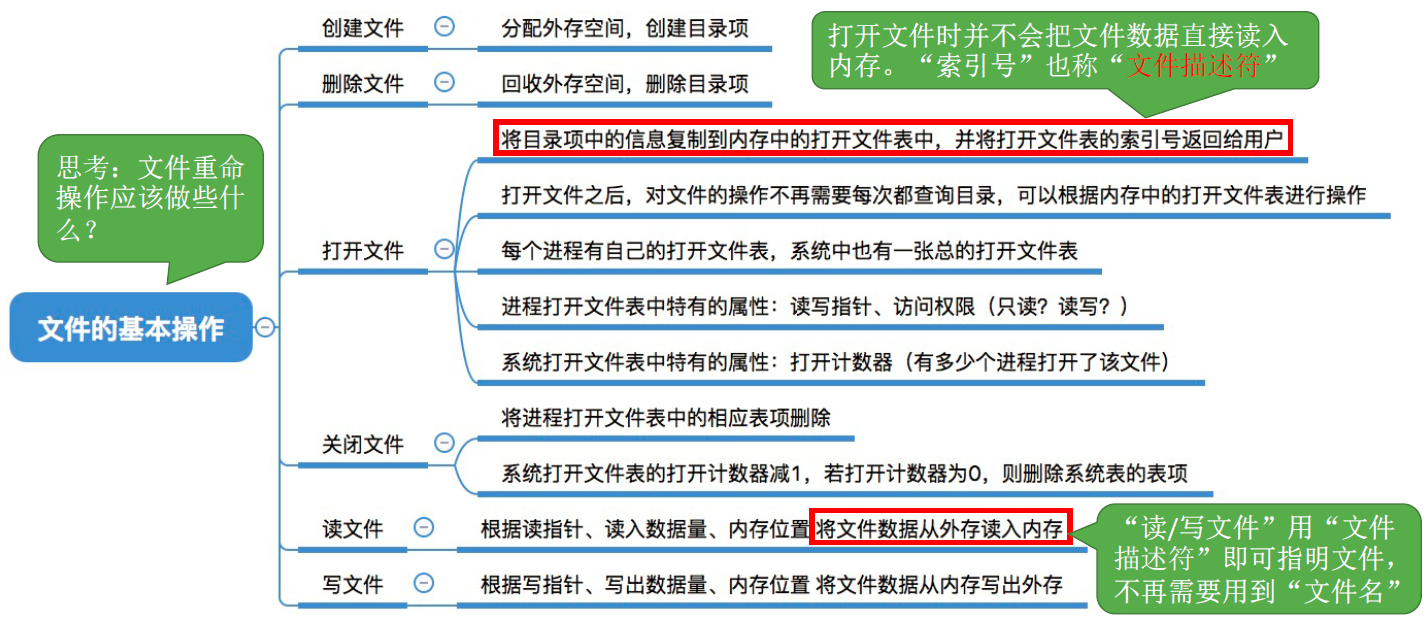 创建文件
分配外存空间，创建目录项
打开文件时并不会把文件数据直接读入
内存。“索引号”也称“文件描述符”
删除文件
回收外存空间，删除目录项
将目录项中的信息复制到内存中的打开文件表中，并将打开文件表的索引号返回给用户
思考：文件重命
操作应该做些什
么？
打开文件之后，对文件的操作不再需要每次都查询目录，可以根据内存中的打开文件表进行操作
打开文件
每个进程有自己的打开文件表，系统中也有一张总的打开文件表
进程打开文件表中特有的属性：读写指针、访问权限（只读？读写？）
文件的基本操作
系统打开文件表中特有的属性：打开计数器（有多少个进程打开了该文件）
将进程打开文件表中的相应表项删除
关闭文件
系统打开文件表的打开计数器减1，若打开计数器为0，则删除系统表的表项
读文件
根据读指针、读入数据量、内存位置 将文件数据从外存读入内存
“读/写文件”用“文件
描述符”即可指明文件，
不再需要用到“文件名”
写文件
根据写指针、写出数据量、内存位置 将文件数据从内存写出外存